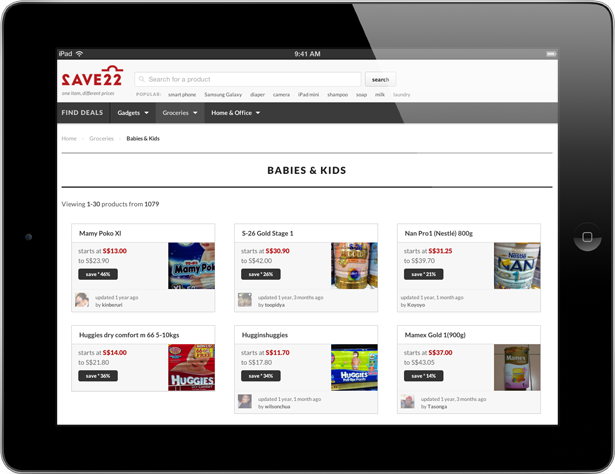 iPad 9:41 AM
SAVE22
one item, different prices
Search for a product
search
POPULAR: smart phone Samsung Galaxy diaper camera iPad mini shampoo soap milk laundry
FIND DEALS Gadgets Groceries Home & Office
Home Groceries Babies & Kids
BABIES & KIDS
Viewing 1-30 products from 1079
Mamy Poko Xl
starts at S$13.00
to S$23.90
save * 46%
Mamy Pok
updated 1 year ago
by kinberuri
S-26 Gold Stage 1
starts at S$30.90
to S$42.00
save * 26%
updated 1 year, 3 months ago
by toopidya
Nan Pro1 (Nestlé) 800g
starts at S$31.25
to S$39.70
save * 21%
NAN
updated 1 year, 1 month ago
by Koyoyo
Huggies dry comfort m 66 5-10kgs
starts at S$14.00
to S$21.80
save * 36%
HUGGIES
Hugginshuggies
starts at S$11.70
to S$17.80
save * 34%
HUGGIES
updated 1 year, 1 month ago
by wilsonchua
Mamex Gold 1(900g)
starts at S$37.00
to S$43.05
save * 14%
Mamex
updated 1 year, 3 months ago
by Tasonga